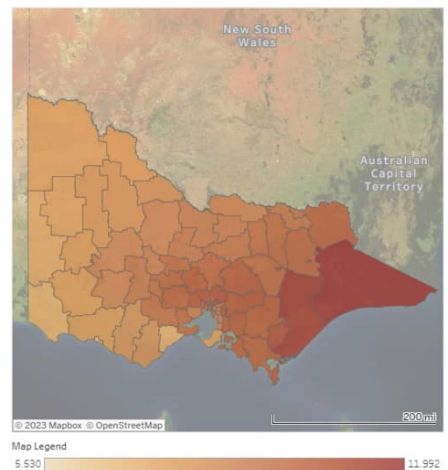 New South
Wales
Australian
Capital
Territory
© 2023 Mapbox © OpenStreetMap
200 mi
Map Legend
5.530
11.992